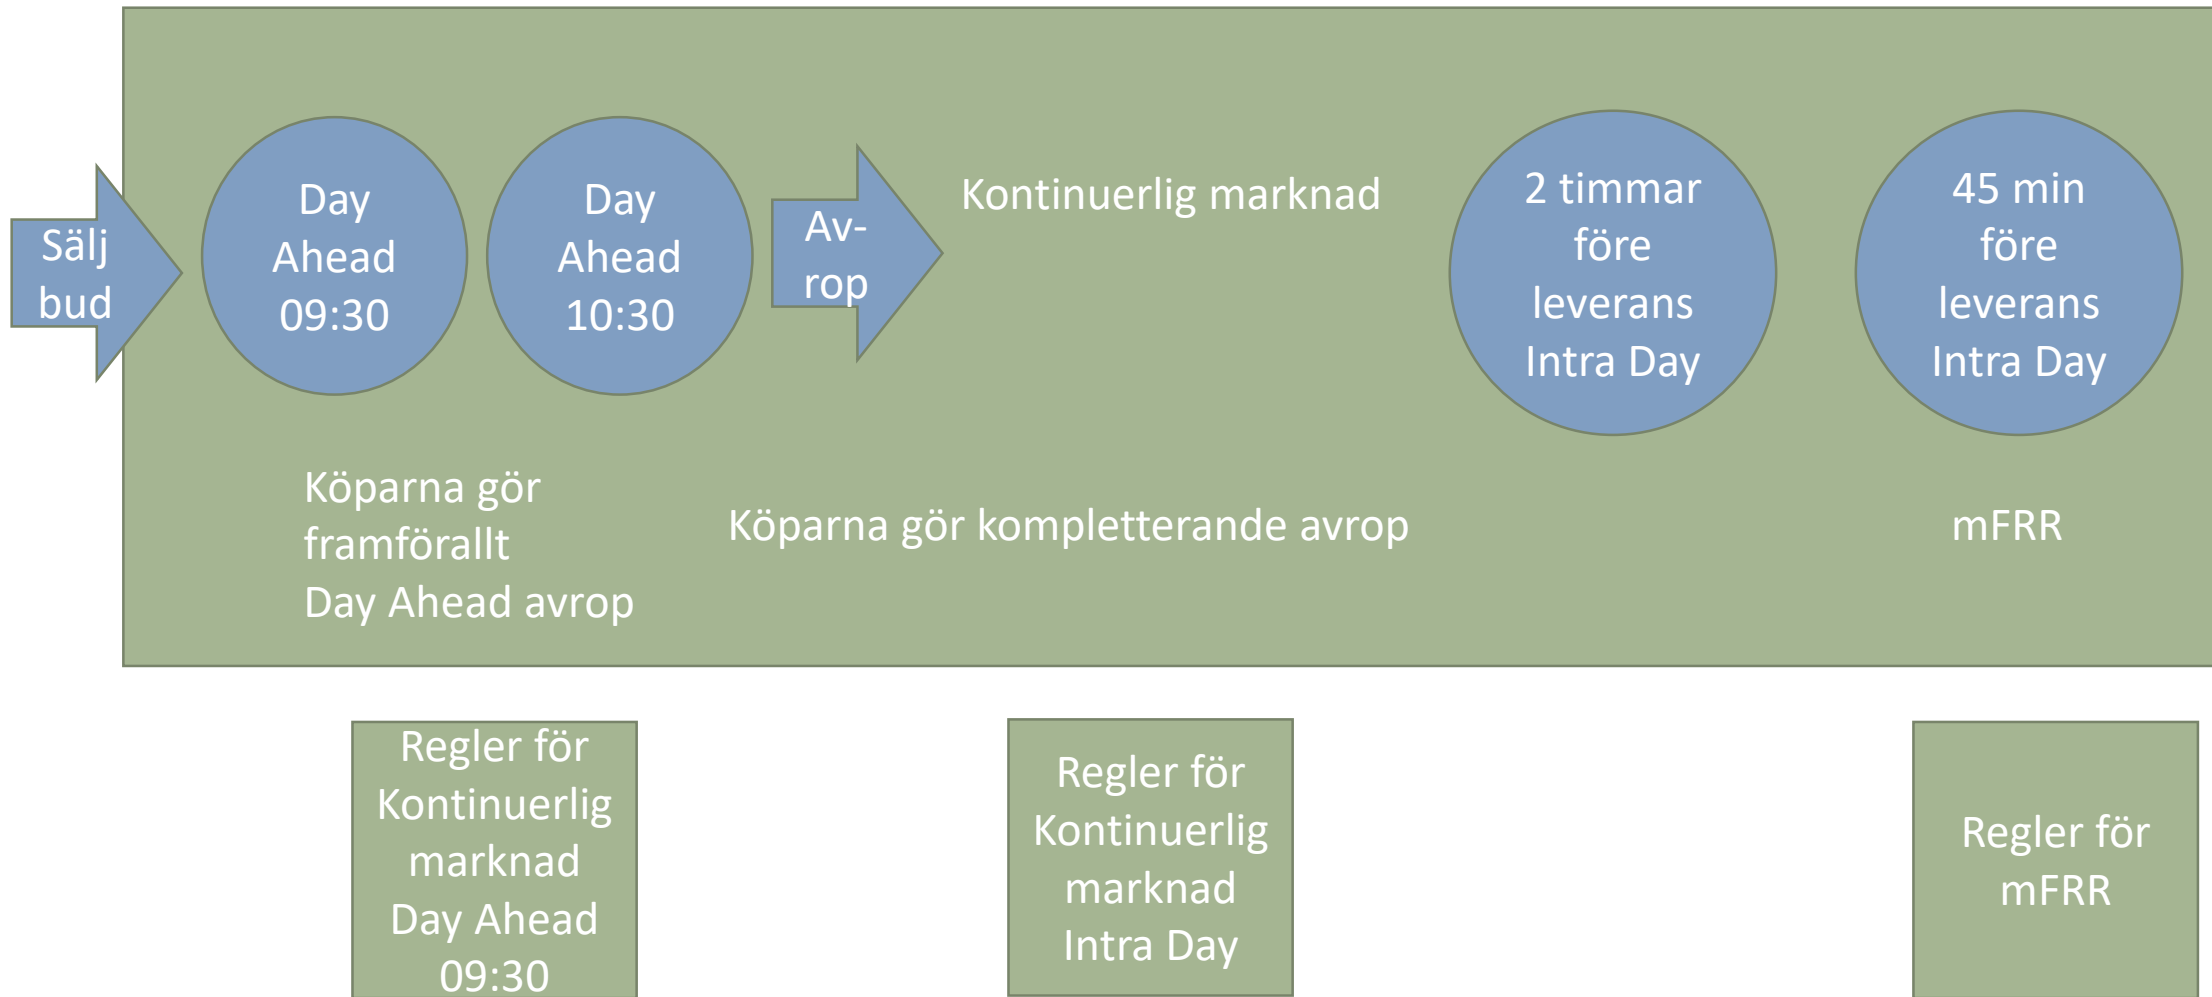 Sälj
bud
Day
Ahead
09:30
Day
Ahead
10:30
Av-
rop
Kontinuerlig marknad
2 timmar
före
leverans
Intra Day
45 min
före
leverans
Intra Day
Köparna gör
framförallt
Day Ahead avrop
Köparna gör kompletterande avrop
mFRR
Regler för
Kontinuerlig
marknad
Day Ahead
09:30
Regler för
Kontinuerlig
marknad
Intra Day
Regler för
mFRR